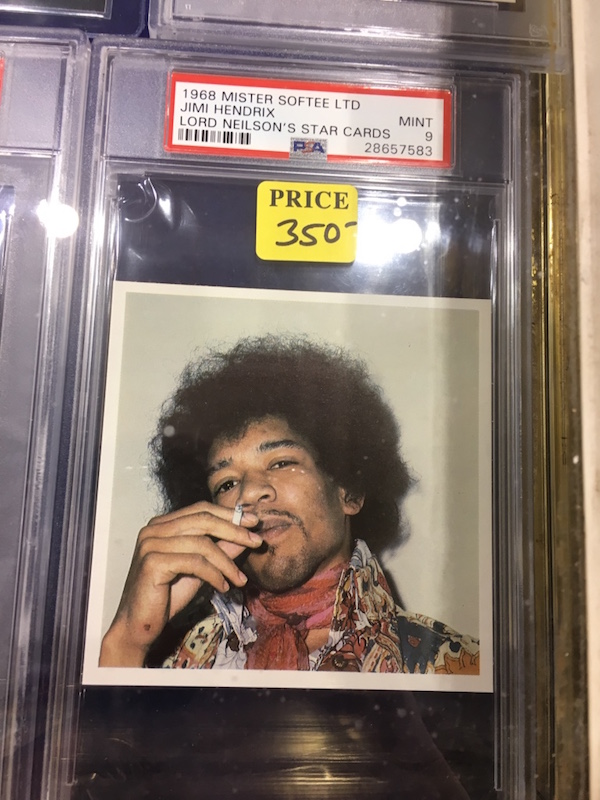 1968 MISTER SOFTEE LTD
JIMI HENDRIX MINT
LORD NEILSON'S STAR CARDS 9
PSA 28657583
PRICE
350-